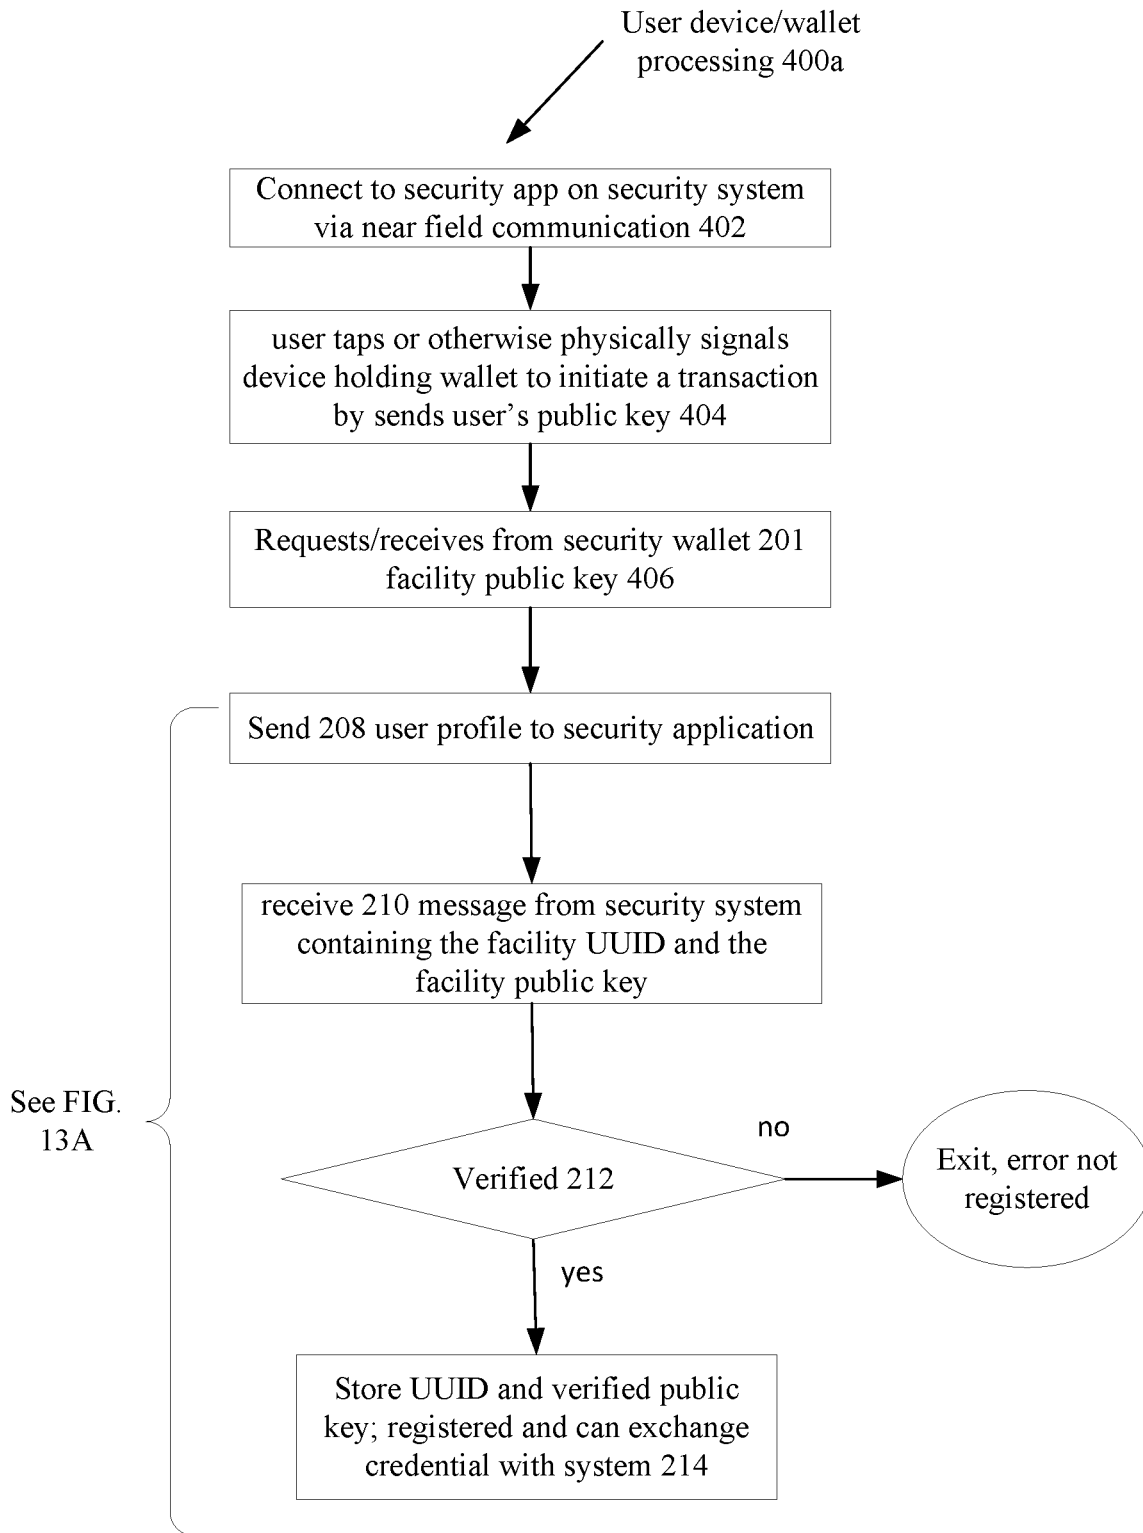 User device/wallet
processing 400a
Connect to security app on security system
via near field communication 402
user taps or otherwise physically signals
device holding wallet to initiate a transaction
by sends user’s public key 404
Requests/receives from security wallet 201
facility public key 406
Send 208 user profile to security application
receive 210 message from security system
containing the facility UUID and the
facility public key
See FIG.
13A
Verified 212
no
Exit, error not
registered
yes
Store UUID and verified public
key; registered and can exchange
credential with system 214